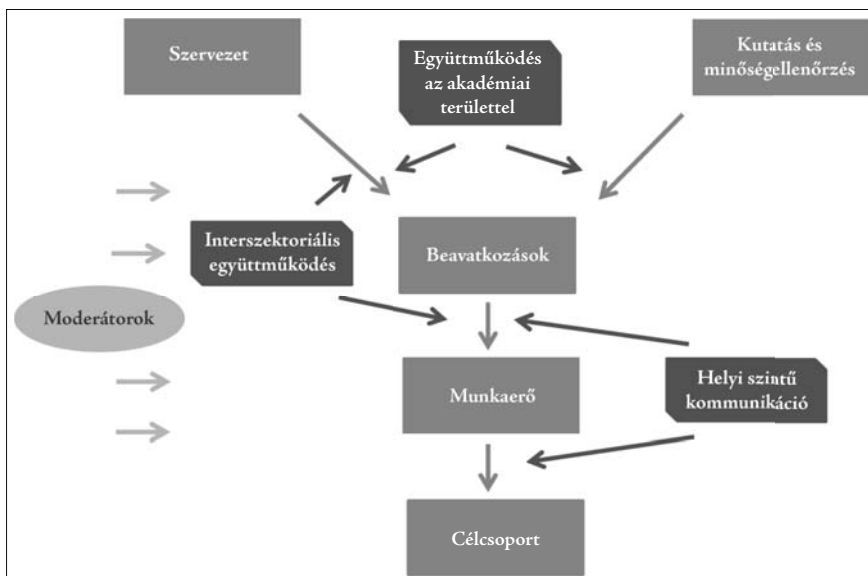 Szervezet
Együttműködés
az akadémiai
területtel
Kutatás és
minőségellenőrzés
Interszektoriális
együttműködés
Beavatkozások
Moderátorok
Munkaerő
Helyi szintű
kommunikáció
Célcsoport